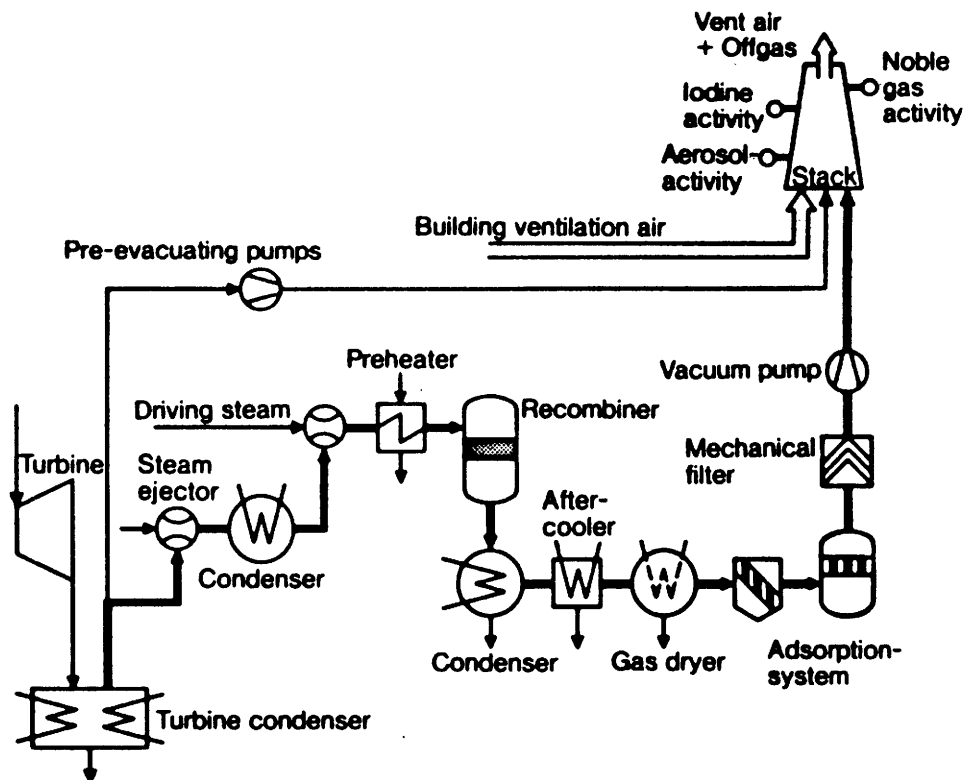 Vent air
+ Offgas
Noble
gas
activity
Iodine
activity
Aerosol-
activity
Stack
Building ventilation air
Pre-evacuating pumps
Preheater
Vacuum pump
Driving steam
Recombiner
Mechanical
filter
Turbine
Steam
ejector
After-
cooler
Condenser
Condenser
Gas dryer
Adsorption-
system
Turbine condenser